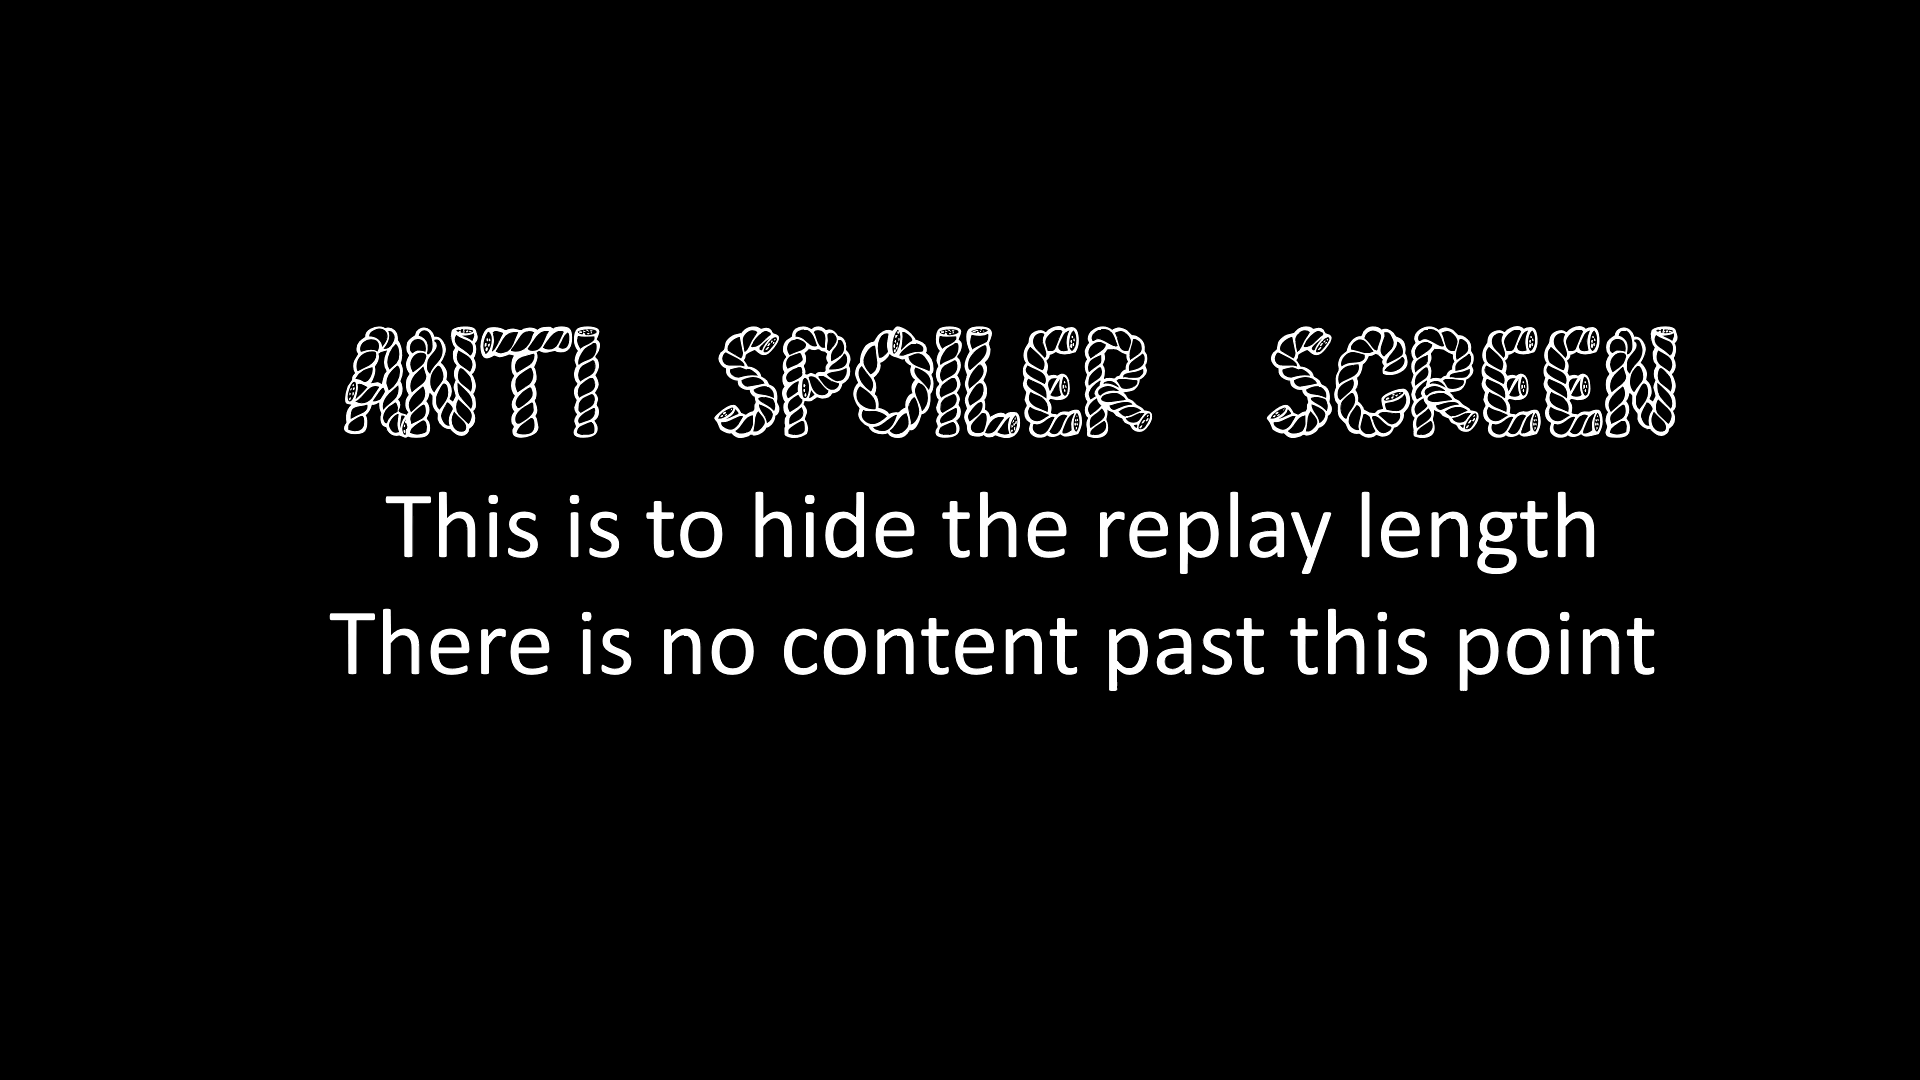 ANTI SPOILER SCREEN
This is to hide the replay length
There is no content past this point